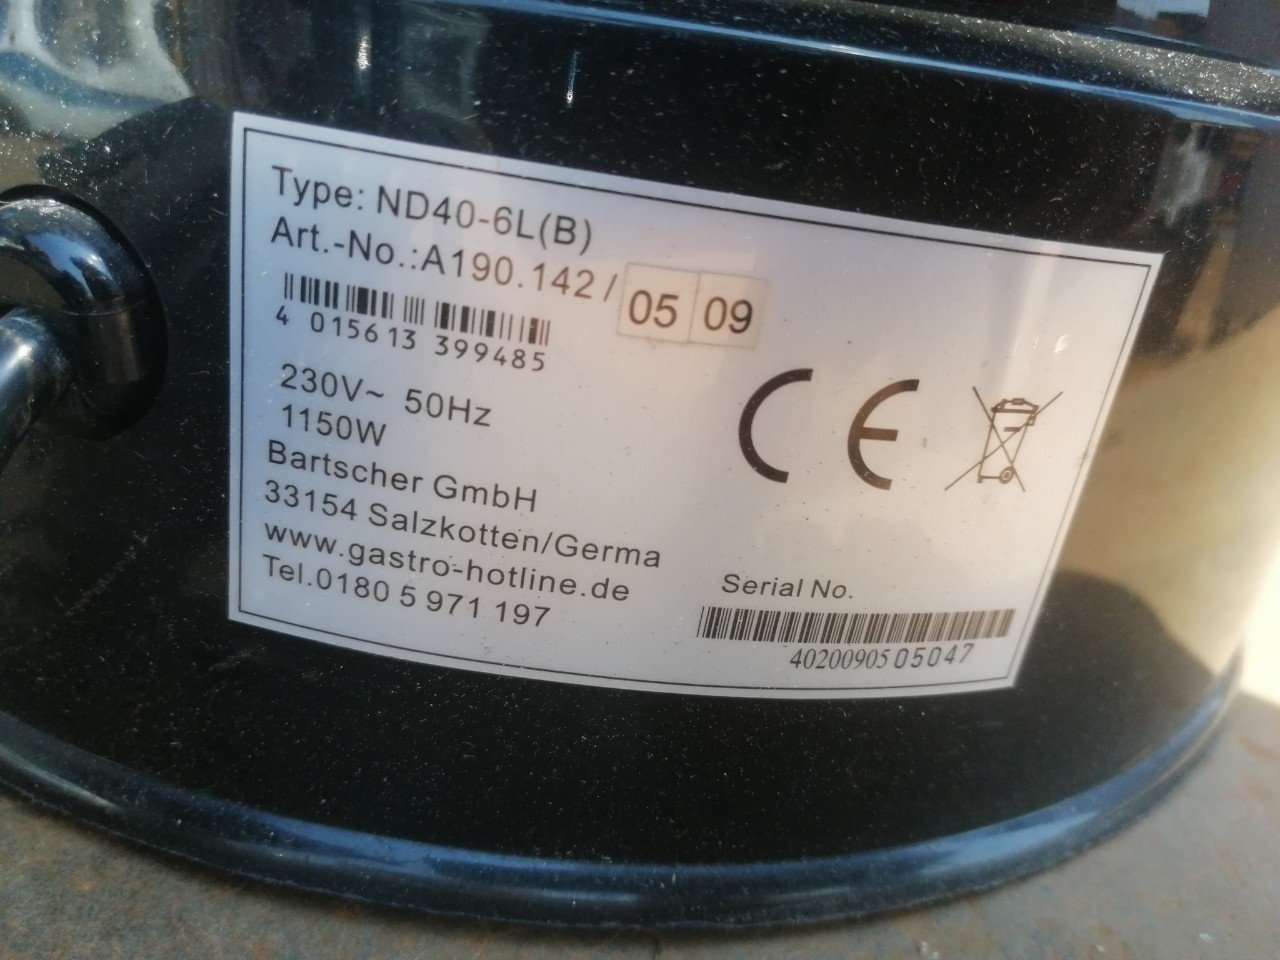 Type: ND40-6L(B)
Art.-No.:A190.142/ 05 09
4 015613 399485
230V~ 50Hz
1150W
Bartscher GmbH
33154 Salzkotten/Germa
www.gastro-hotline.de
Tel.0180 5 971 197
CE
Serial No.
4020090505047